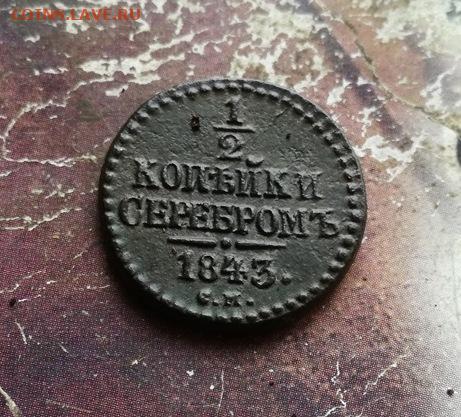 COINS.LAVE.RU
1
2
КОПѢЙКИ
СЕРЕБРОМЪ
1843.
С.М.